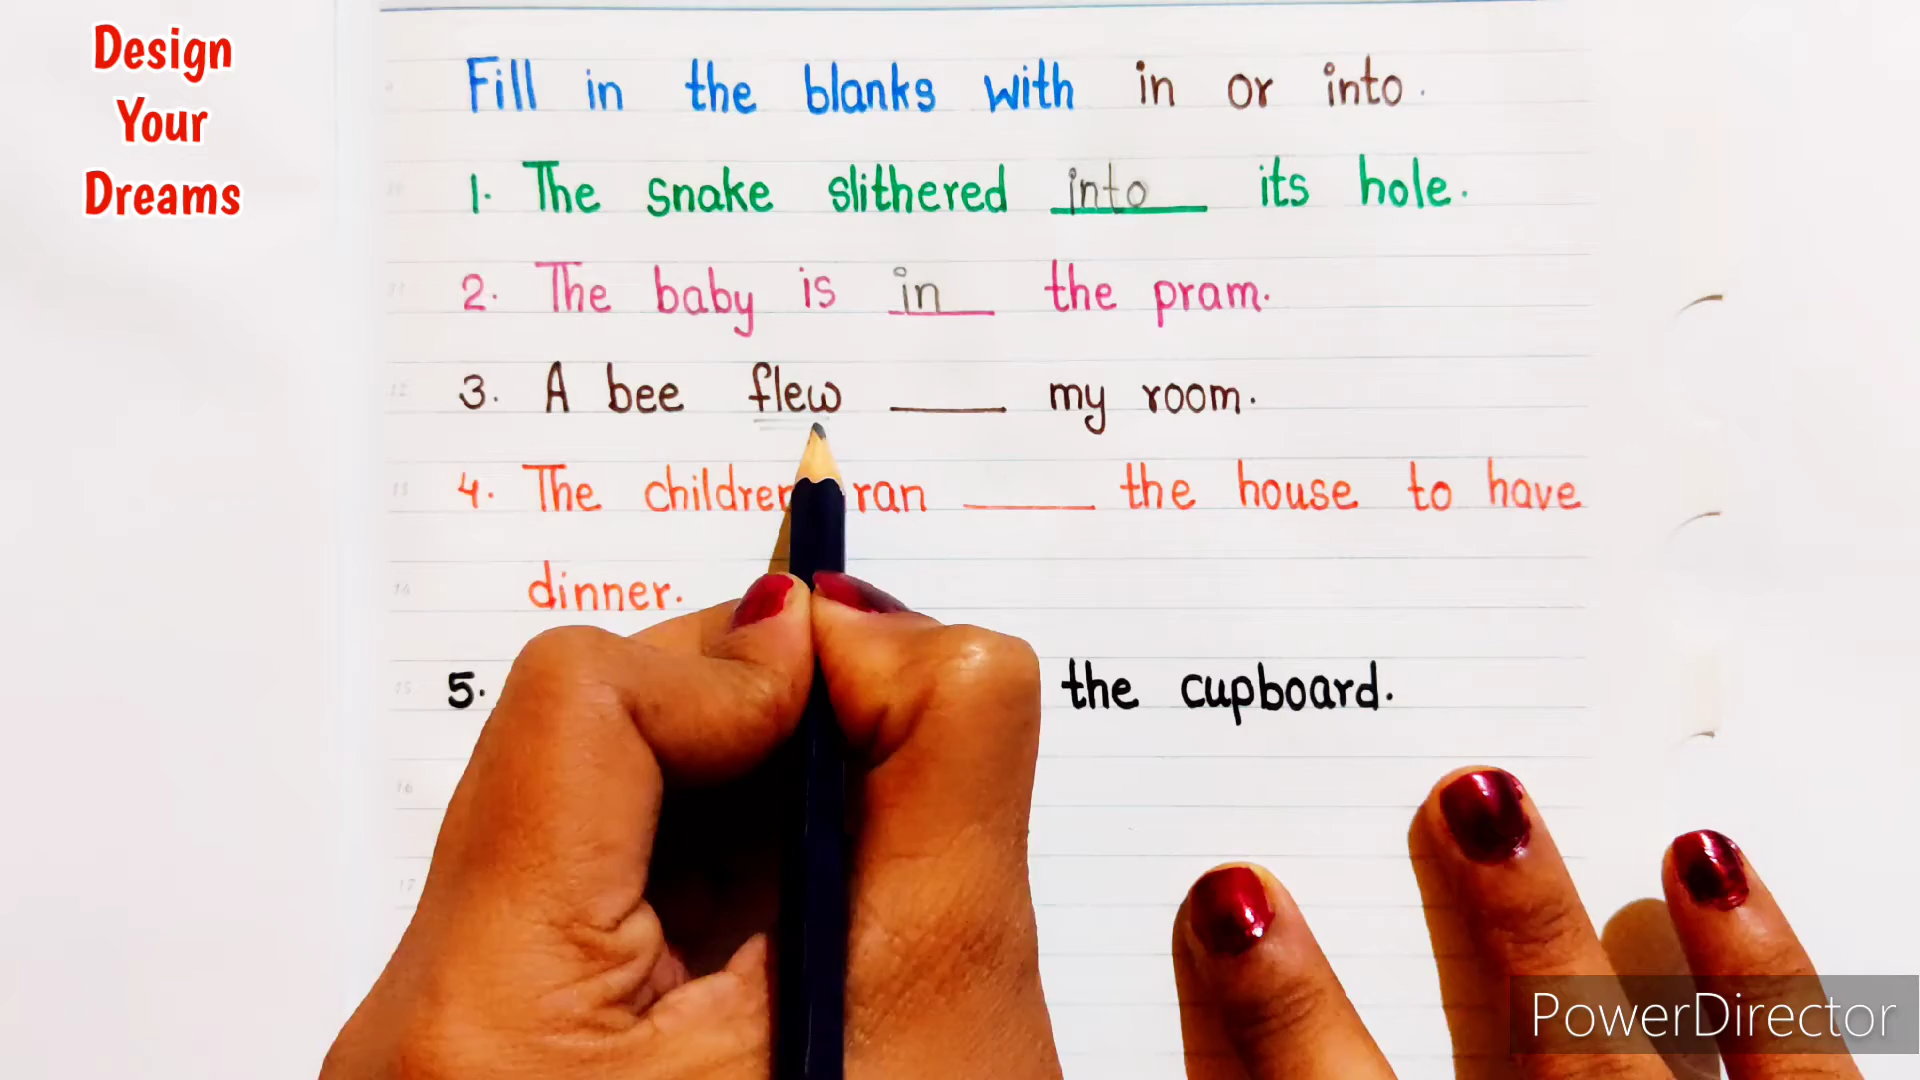 Design
Your
Dreams
Fill in the blanks with in or into.
1. The snake slithered into its hole.
2. The baby is in the pram.
3. A bee flew ____ my room.
4. The children ran ____ the house to have
dinner.
5. the cupboard.
PowerDirector